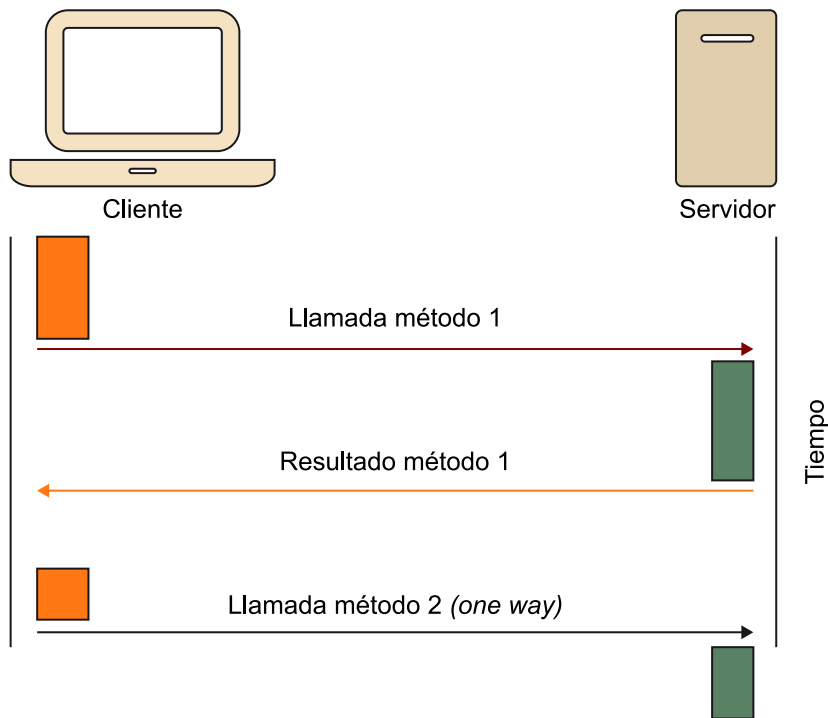 Cliente
Servidor
Llamada método 1
Resultado método 1
Tiempo
Llamada método 2 (one way)